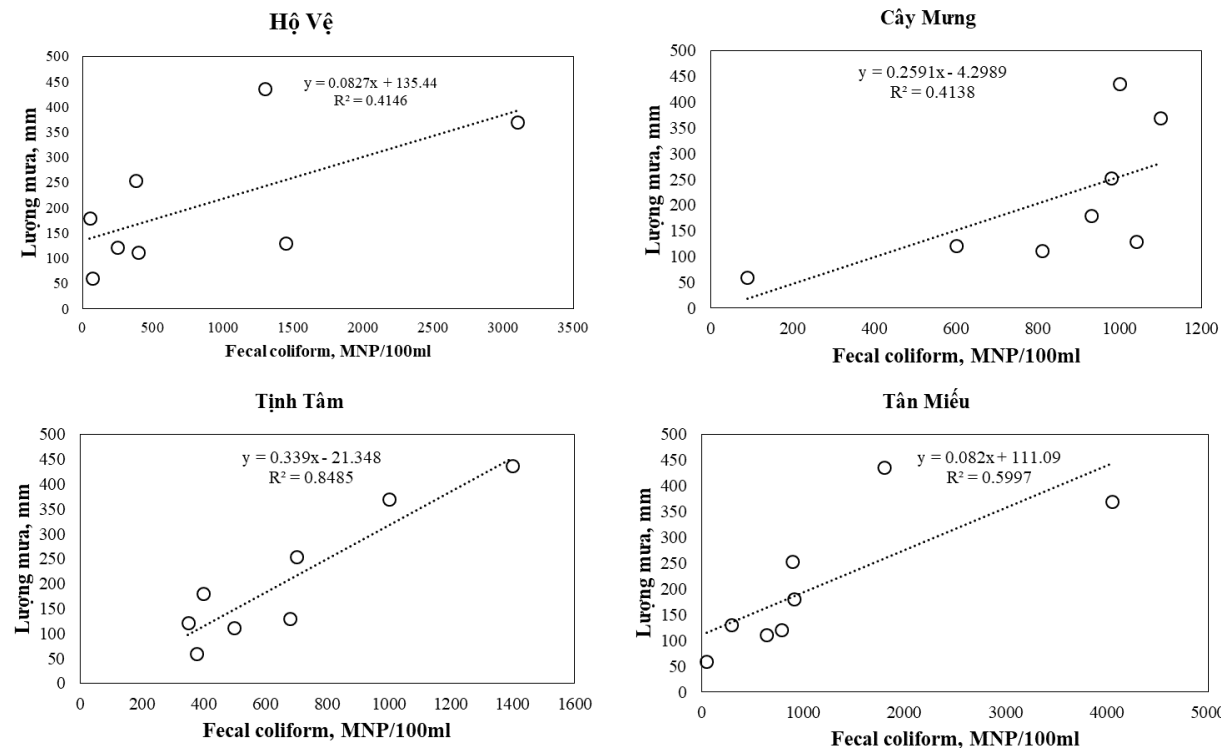 Hộ Vệ
500
450
400
350
300
250
200
150
100
50
0
Lượng mưa, mm
y = 0.0827x + 135.44
R² = 0.4146
0 500 1000 1500 2000 2500 3000 3500
Fecal coliform, MNP/100ml
Cây Mưng
500
450
400
350
300
250
200
150
100
50
0
Lượng mưa, mm
y = 0.2591x - 4.2989
R² = 0.4138
0 200 400 600 800 1000 1200
Fecal coliform, MNP/100ml
Tịnh Tâm
500
450
400
350
300
250
200
150
100
50
0
Lượng mưa, mm
y = 0.339x - 21.348
R² = 0.8485
0 200 400 600 800 1000 1200 1400 1600
Fecal coliform, MNP/100ml
Tân Miếu
500
450
400
350
300
250
200
150
100
50
0
Lượng mưa, mm
y = 0.082x + 111.09
R² = 0.5997
0 1000 2000 3000 4000 5000
Fecal coliform, MNP/100ml